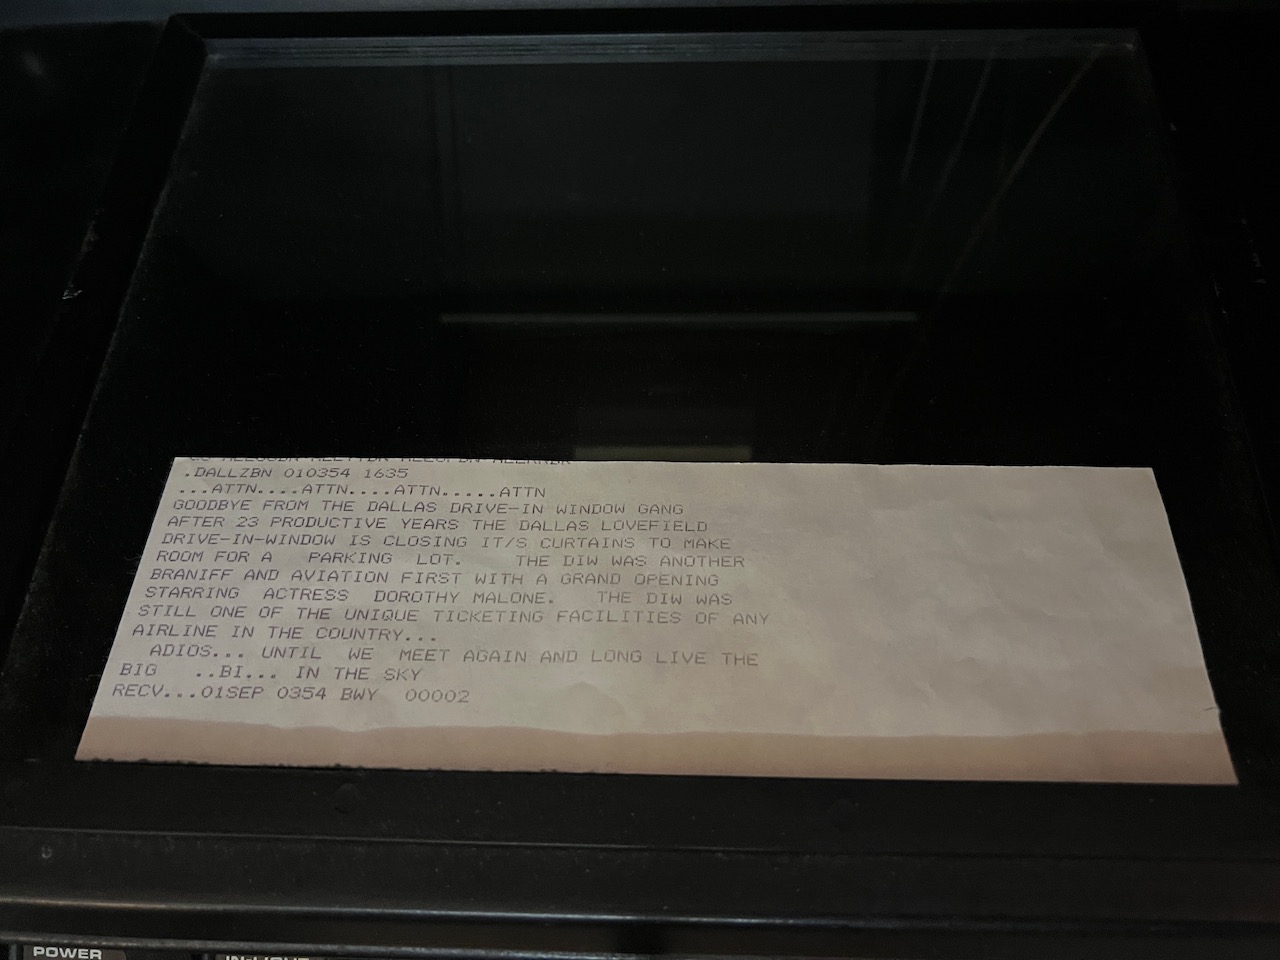 .DALLZBN 010354 1635
...ATTN....ATTN....ATTN.....ATTN
GOODBYE FROM THE DALLAS DRIVE-IN WINDOW GANG
AFTER 23 PRODUCTIVE YEARS THE DALLAS LOVEFIELD
DRIVE-IN-WINDOW IS CLOSING IT/S CURTAINS TO MAKE
ROOM FOR A PARKING LOT. THE DIW WAS ANOTHER
BRANIFF AND AVIATION FIRST WITH A GRAND OPENING
STARRING ACTRESS DOROTHY MALONE. THE DIW WAS
STILL ONE OF THE UNIQUE TICKETING FACILITIES OF ANY
AIRLINE IN THE COUNTRY...
ADIOS... UNTIL WE MEET AGAIN AND LONG LIVE THE
BIG ..BI... IN THE SKY
RECV...01SEP 0354 BWY 00002
POWER